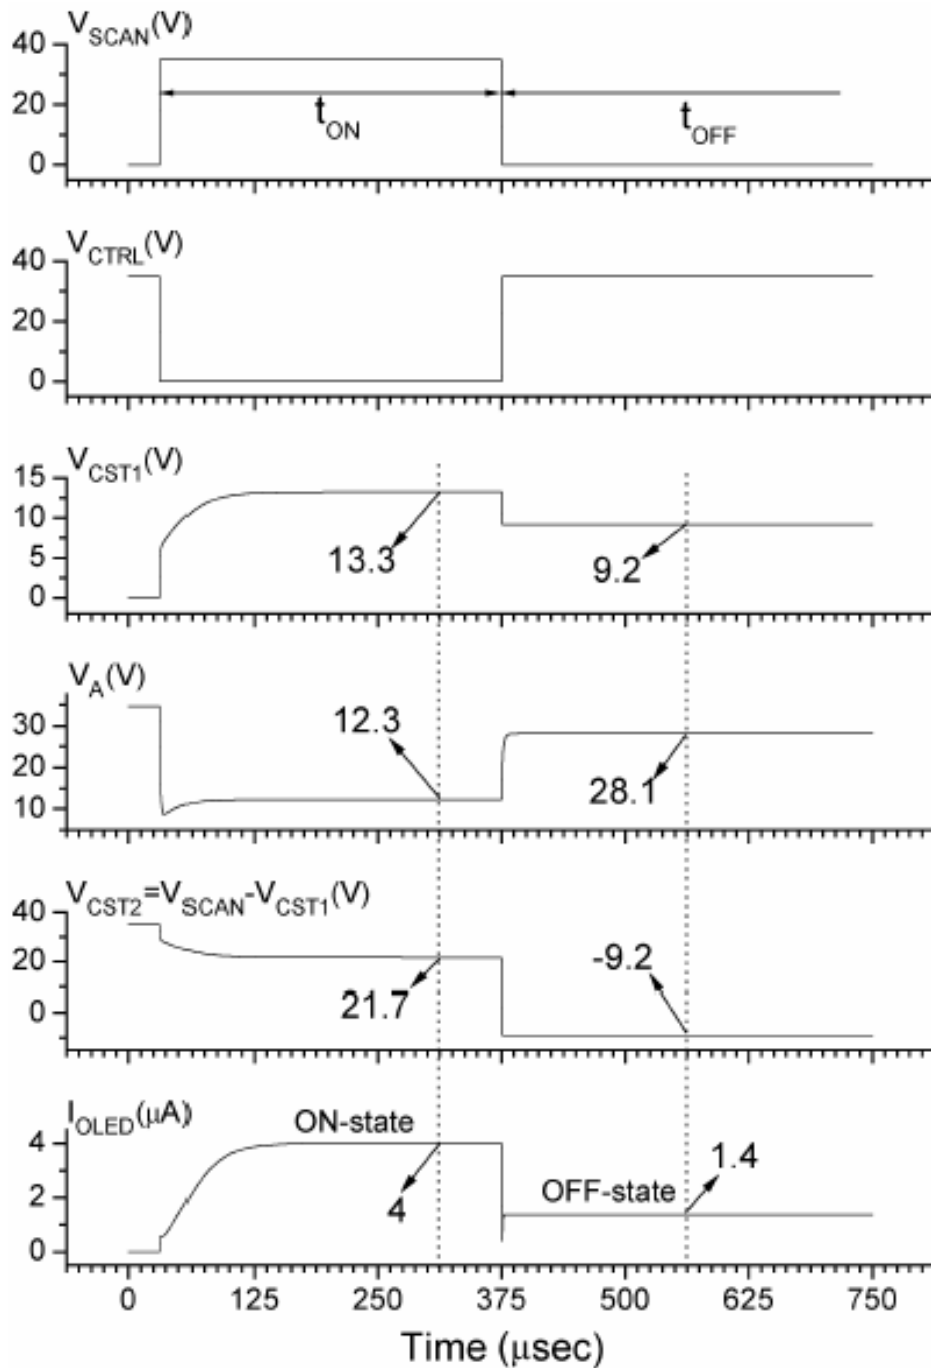 V_SCAN(V)
40
20
0
t_ON
t_OFF
V_CTRL(V)
40
20
0
V_CST1(V)
15
10
5
0
13.3
9.2
V_A(V)
30
20
10
12.3
28.1
V_CST2=V_SCAN-V_CST1(V)
40
20
0
21.7
-9.2
I_OLED(μA)
4
2
0
ON-state
4
OFF-state
1.4
0 125 250 375 500 625 750
Time (μsec)